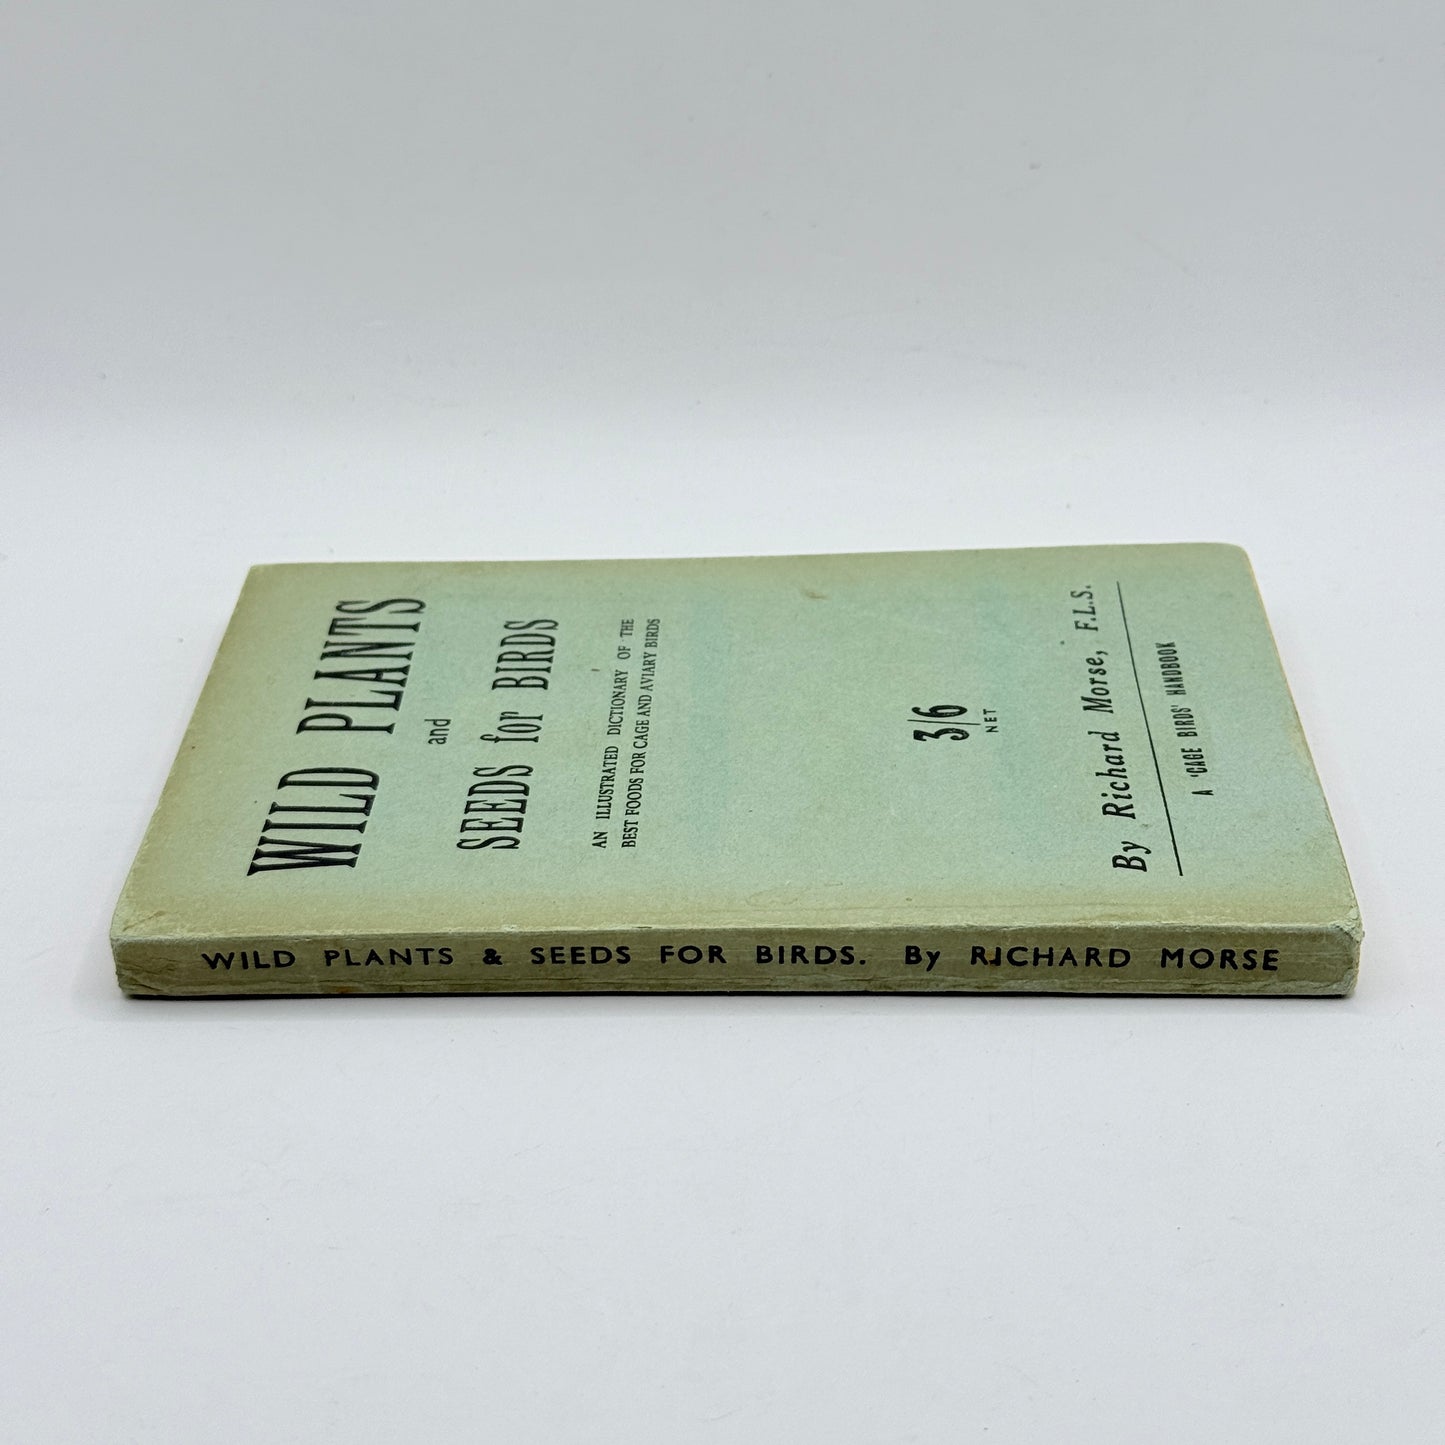 WILD PLANTS
and
SEEDS for BIRDS
AN ILLUSTRATED DICTIONARY OF THE
BEST FOODS FOR CAGE AND AVIARY BIRDS
3/6
NET
By Richard Morse, F.L.S.
A 'CAGE BIRDS' HANDBOOK
WILD PLANTS & SEEDS FOR BIRDS. By RICHARD MORSE